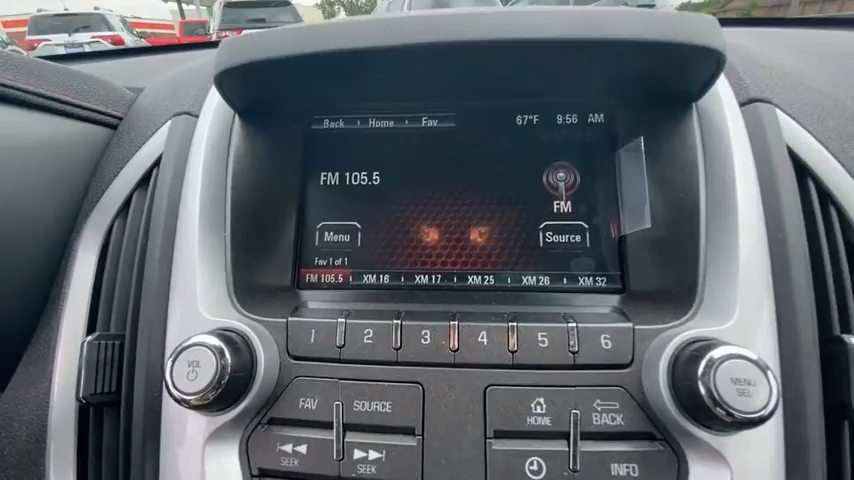 Back · Home · Fav 67°F 9:56 AM
FM 105.5
FM
Menu Source
Fav 1 of 1
FM 105.5 XM 16 XM 17 XM 25 XM 26 XM 32
1 2 3 4 5 6
VOL
MENU
SEL
FAV SOURCE HOME BACK
SEEK SEEK INFO